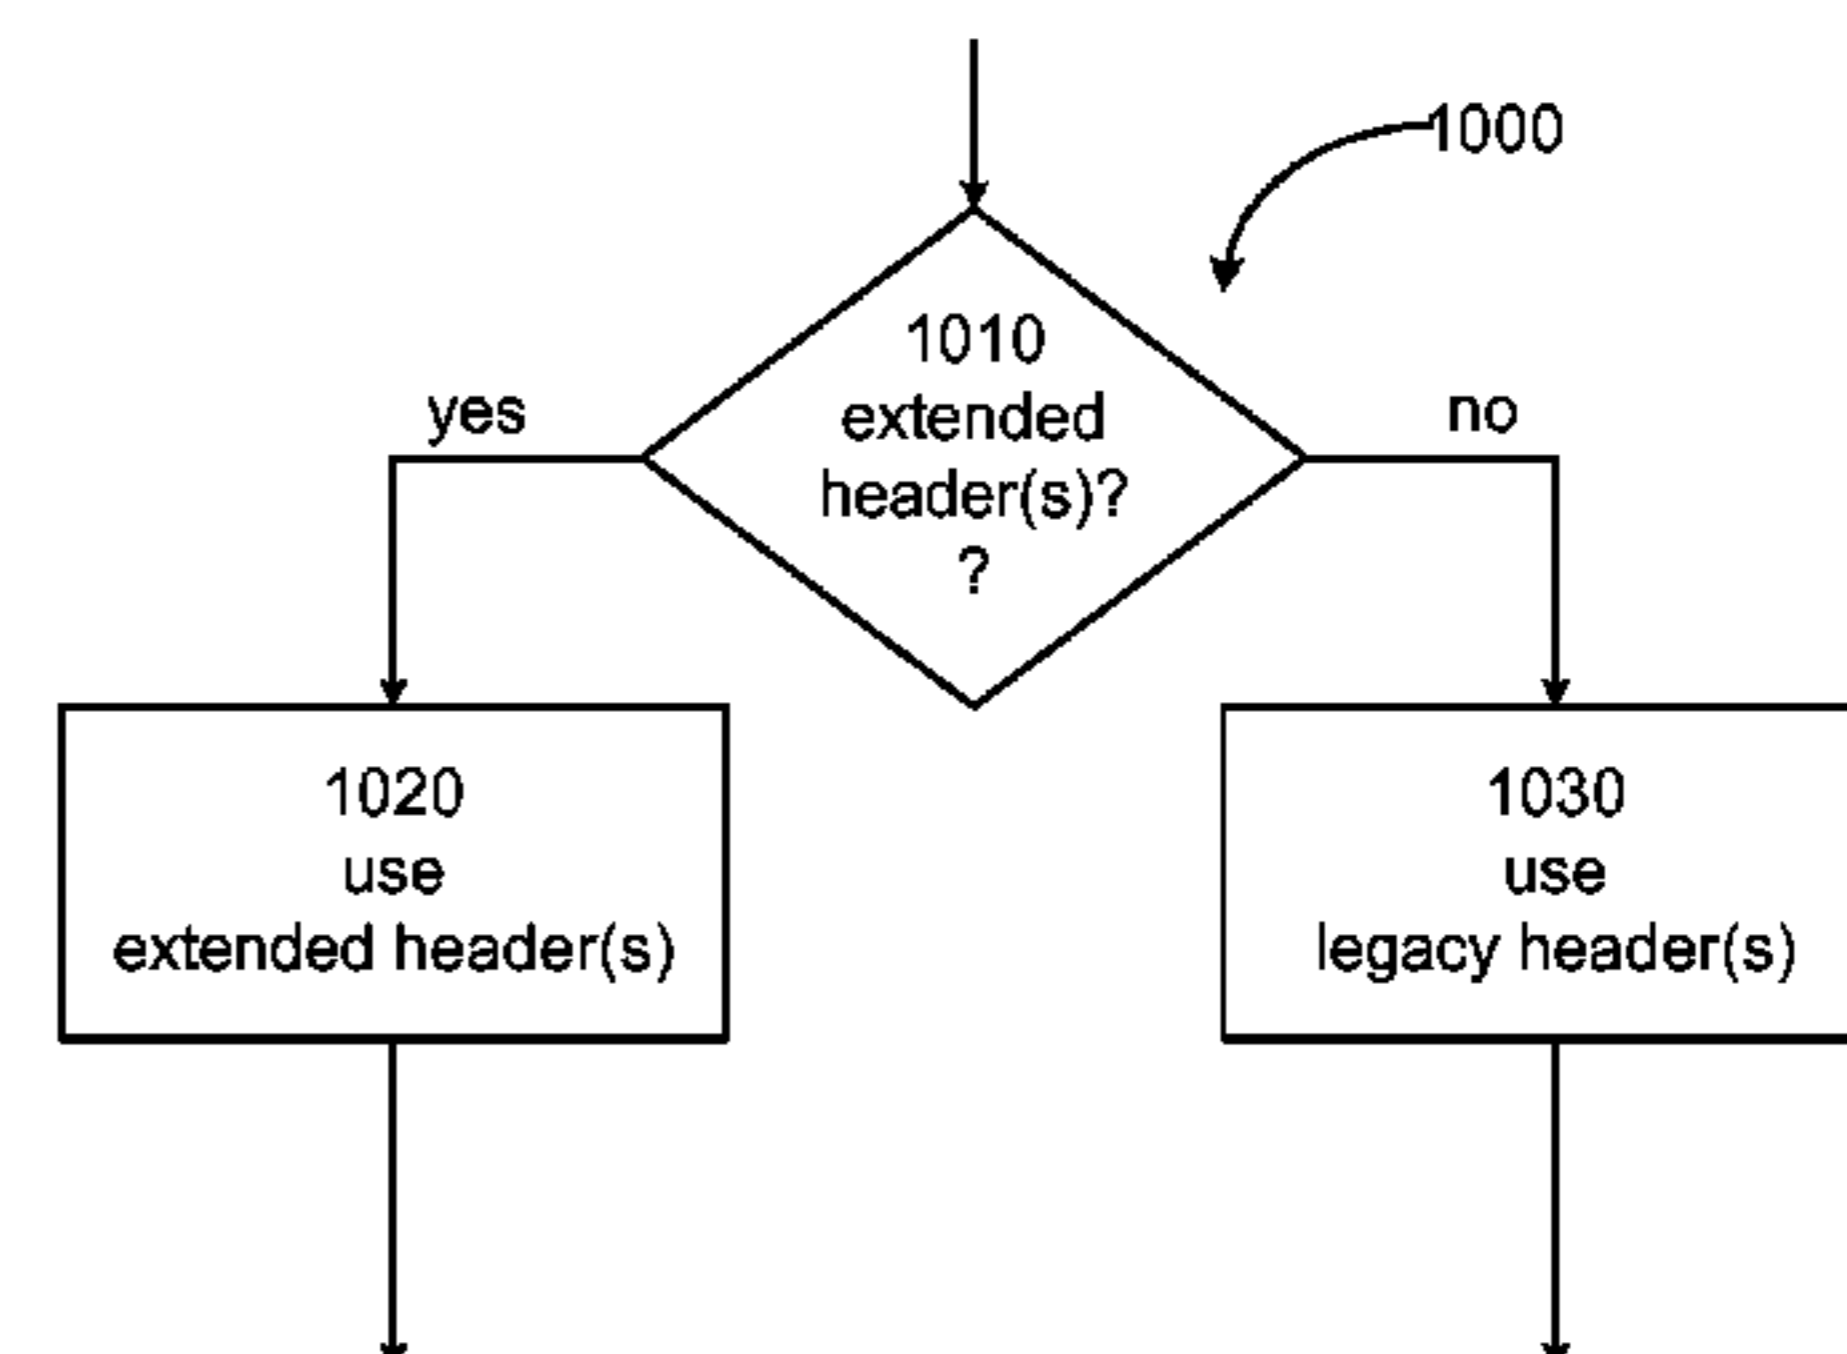 1000
1010
extended
header(s)?
?
yes
no
1020
use
extended header(s)
1030
use
legacy header(s)